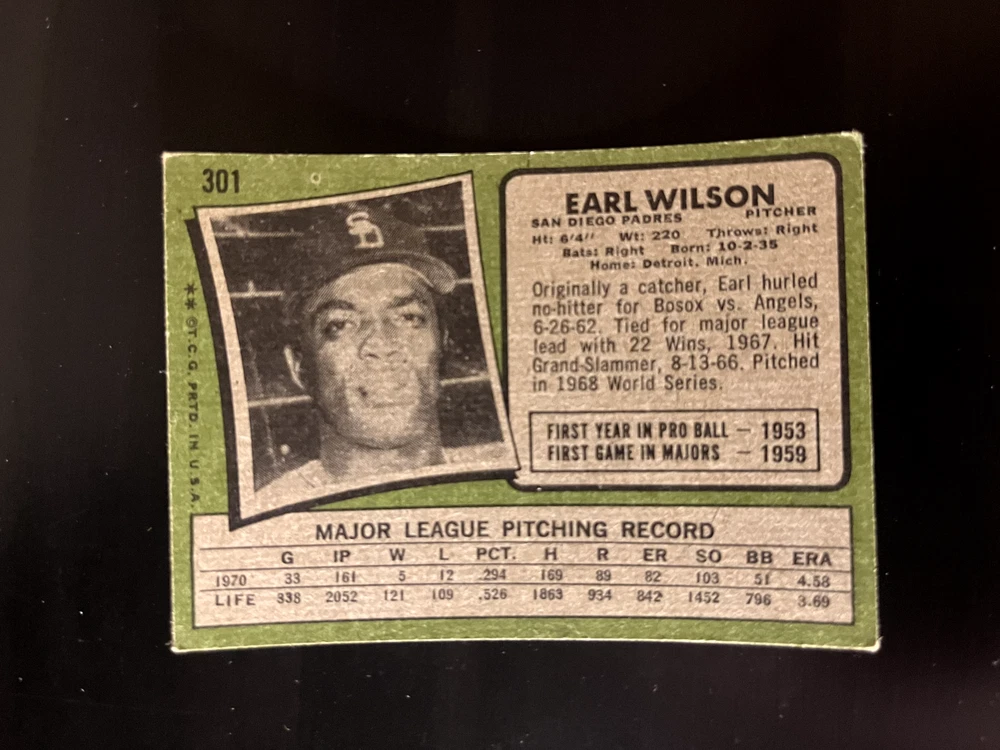 301
SD
EARL WILSON
SAN DIEGO PADRES PITCHER
Ht: 6'4" Wt: 220 Throws: Right
Bats: Right Born: 10-2-35
Home: Detroit, Mich.
Originally a catcher, Earl hurled
no-hitter for Bosox vs. Angels,
6-26-62. Tied for major league
lead with 22 Wins, 1967. Hit
Grand-Slammer, 8-13-66. Pitched
in 1968 World Series.
FIRST YEAR IN PRO BALL — 1953
FIRST GAME IN MAJORS — 1959
**©T.C.G. PRTD. IN U.S.A.
MAJOR LEAGUE PITCHING RECORD
G IP W L PCT. H R ER SO BB ERA
1970 33 161 5 12 .294 169 89 82 103 51 4.58
LIFE 338 2052 121 109 .526 1863 934 842 1452 796 3.69